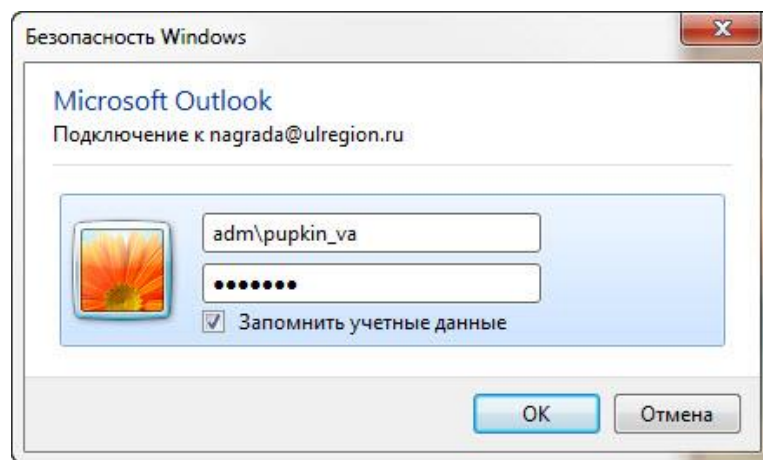 Безопасность Windows
Microsoft Outlook
Подключение к nagrada@ulregion.ru
adm\pupkin_va
●●●●●●●
Запомнить учетные данные
OK
Отмена